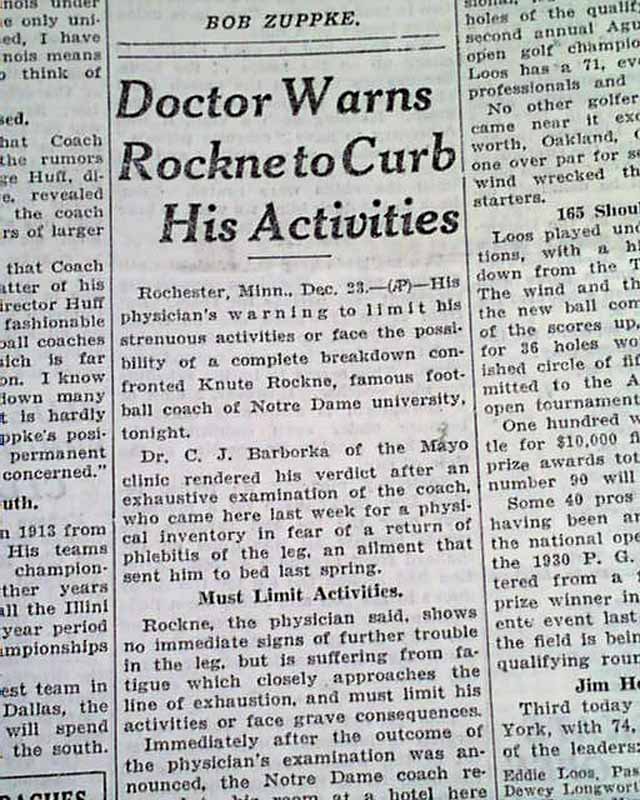 nois under
e only uni-
ed, I have
nois means
o think of
sed.
hat Coach
the rumors
ge Huff, di-
e, revealed
the coach
rs of larger
that Coach
atter of his
irector Huff
fashionable
ball coaches
ich is far
on. I know
down many
t is hardly
ppke's posi-
permanent
concerned."
uth.
n 1913 from
His teams
champion-
ther years
all the Illini
year period
mpionships
est team in
Dallas, the
will spend
the south.
OACHES
BOB ZUPPKE.
Doctor Warns
Rockne to Curb
His Activities
Rochester, Minn., Dec. 23.—(AP)—His
physician's warning to limit his
strenuous activities or face the possi-
bility of a complete breakdown con-
fronted Knute Rockne, famous foot-
ball coach of Notre Dame university,
tonight.
Dr. C. J. Barborka of the Mayo
clinic rendered his verdict after an
exhaustive examination of the coach,
who came here last week for a physi-
cal inventory in fear of a return of
phlebitis of the leg, an ailment that
sent him to bed last spring.
Must Limit Activities.
Rockne, the physician said, shows
no immediate signs of further trouble
in the leg, but is suffering from fa-
tigue which closely approaches the
line of exhaustion, and must limit his
activities or face grave consequences.
Immediately after the outcome of
the physician's examination was an-
nounced, the Notre Dame coach re-
his room at a hotel here
holes of the qualif
second annual Agu
open golf champio
Loos has a 71, eve
professionals and
No other golfer
came near it exc
worth, Oakland,
one over par for s
wind wrecked th
starters.
165 Shou
Loos played und
tions, with a hi
down from the T
The wind and th
the new ball com
of the scores up,
for 36 holes wo
ished circle of fif
mitted to the A
open tournament
One hundred w
tle for $10,000 fi
prize awards tot
number 90 will
Some 40 pros
having been an
the national ope
the 1930 P. G.
tered from a f
prize winner in
ente event last
the field is bein
qualifying roun
Jim He
Third today
York, with 74,
of the leaders:
Eddie Loos, Pas
Dewey Longwor